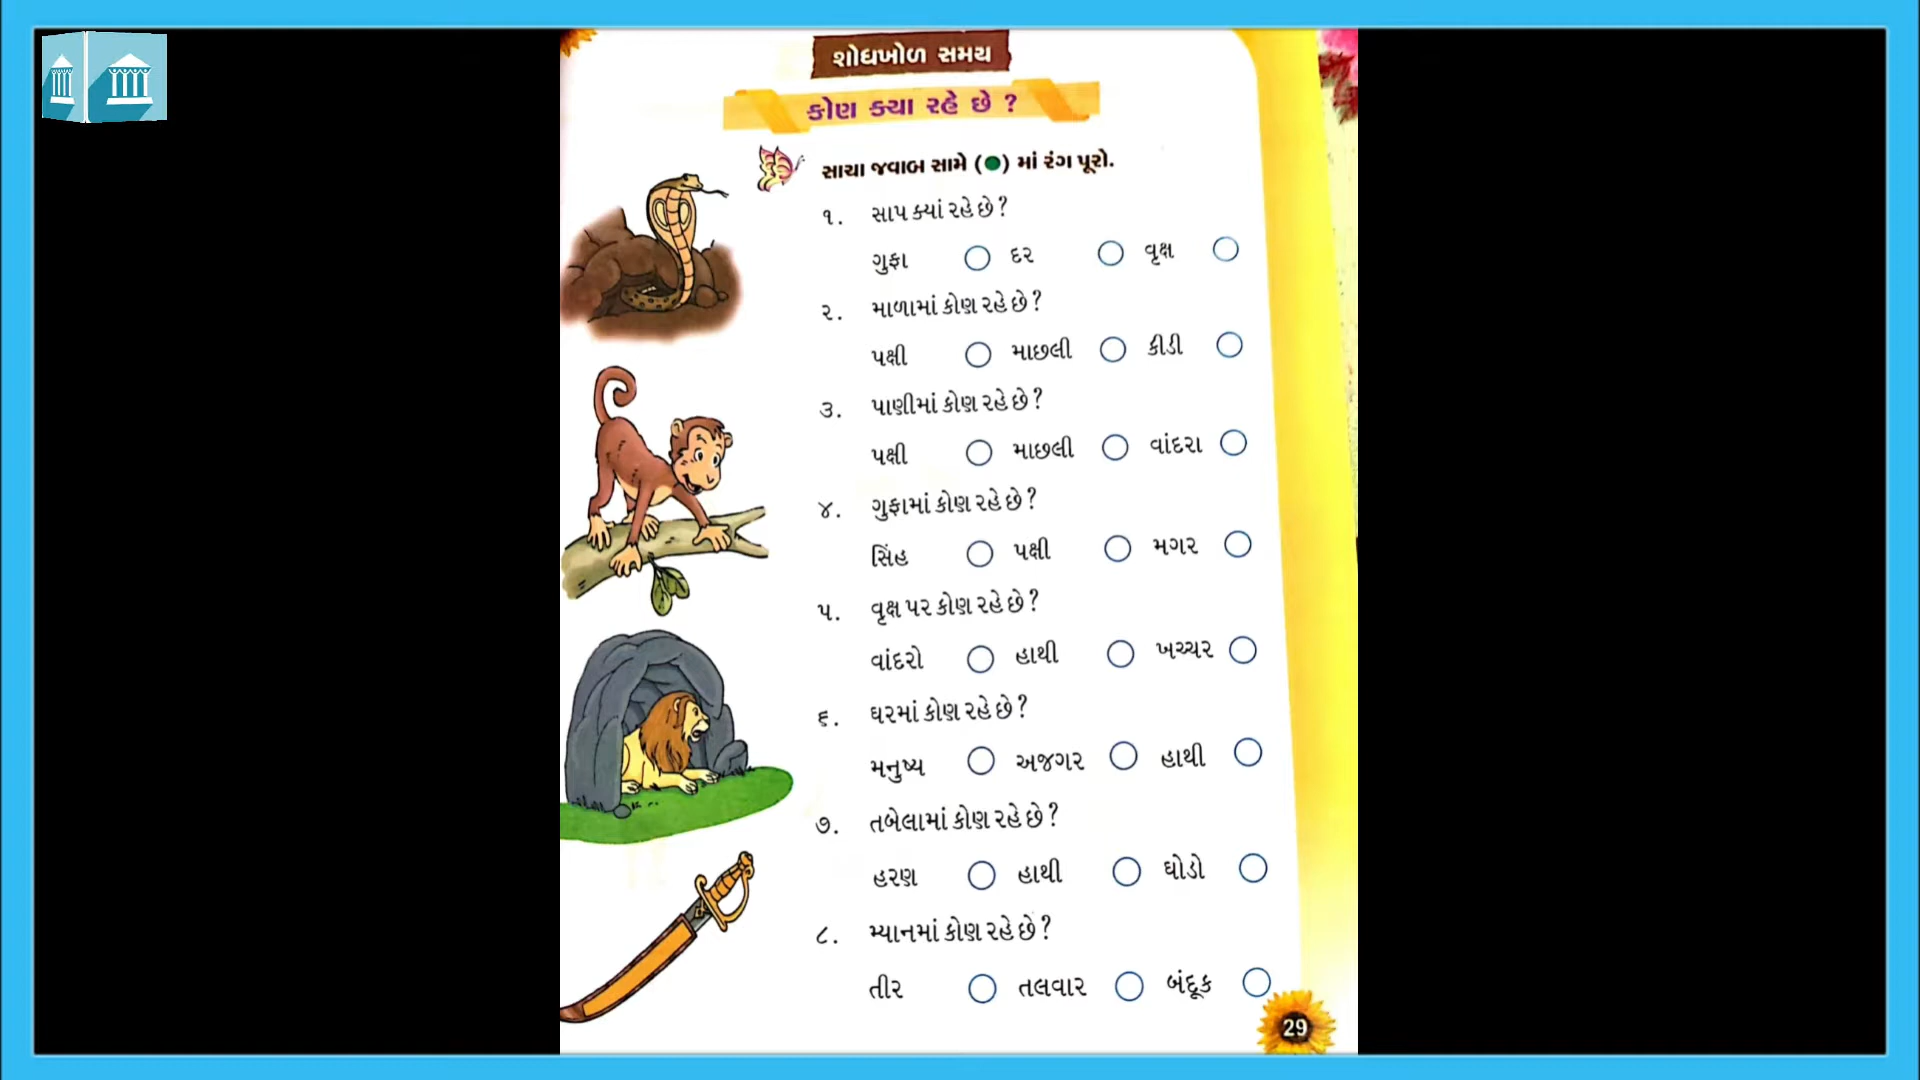 શોધખોળ સમય
કોણ ક્યા રહે છે ?
સાચા જવાબ સામે (●) માં રંગ પૂરો.
૧. સાપ ક્યાં રહે છે ?
ગુફા ○ દર ○ વૃક્ષ ○
૨. માળામાં કોણ રહે છે ?
પક્ષી ○ માછલી ○ કીડી ○
૩. પાણીમાં કોણ રહે છે ?
પક્ષી ○ માછલી ○ વાંદરા ○
૪. ગુફામાં કોણ રહે છે ?
સિંહ ○ પક્ષી ○ મગર ○
૫. વૃક્ષ પર કોણ રહે છે ?
વાંદરો ○ હાથી ○ ખચ્ચર ○
૬. ઘરમાં કોણ રહે છે ?
મનુષ્ય ○ અજગર ○ હાથી ○
૭. તબેલામાં કોણ રહે છે ?
હરણ ○ હાથી ○ ઘોડો ○
૮. મ્યાનમાં કોણ રહે છે ?
તીર ○ તલવાર ○ બંદૂક ○
29